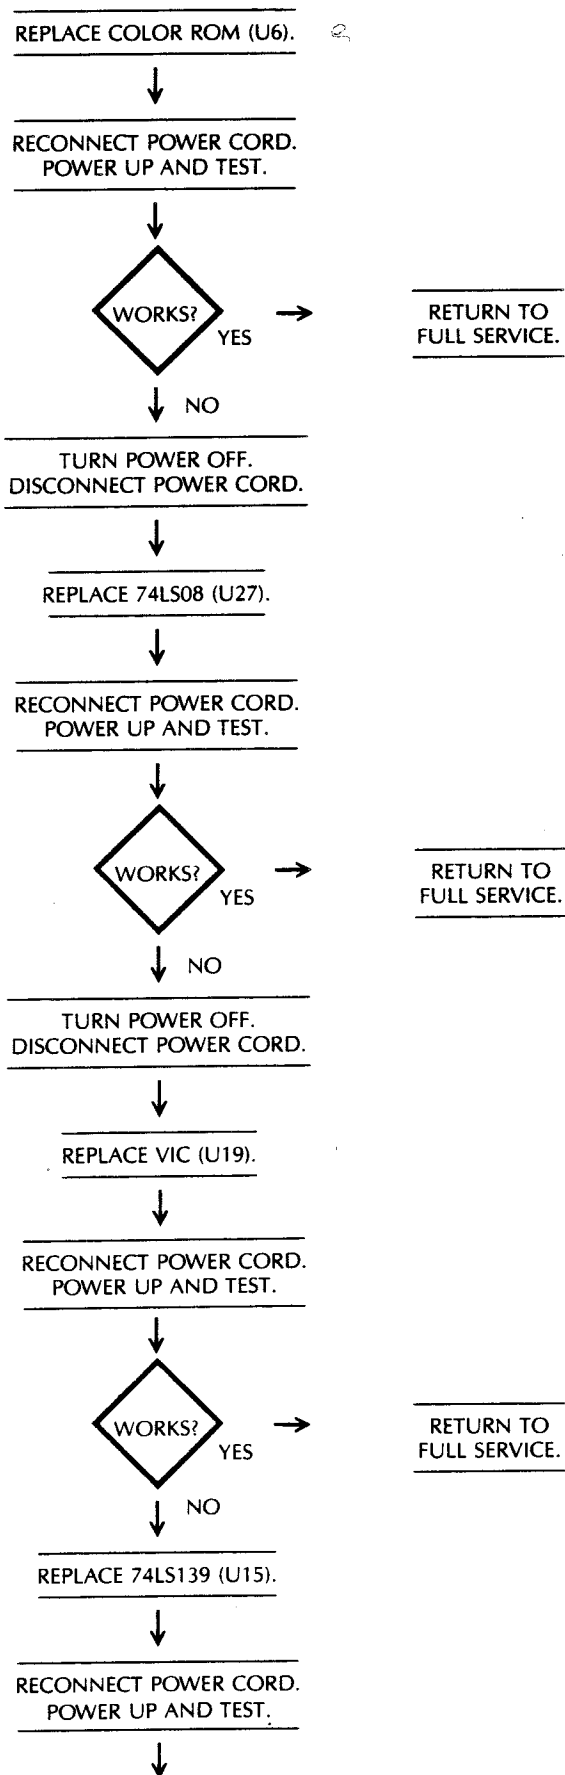 REPLACE COLOR ROM (U6).
RECONNECT POWER CORD.
POWER UP AND TEST.
WORKS?
YES
RETURN TO
FULL SERVICE.
NO
TURN POWER OFF.
DISCONNECT POWER CORD.
REPLACE 74LS08 (U27).
RECONNECT POWER CORD.
POWER UP AND TEST.
WORKS?
YES
RETURN TO
FULL SERVICE.
NO
TURN POWER OFF.
DISCONNECT POWER CORD.
REPLACE VIC (U19).
RECONNECT POWER CORD.
POWER UP AND TEST.
WORKS?
YES
RETURN TO
FULL SERVICE.
NO
REPLACE 74LS139 (U15).
RECONNECT POWER CORD.
POWER UP AND TEST.